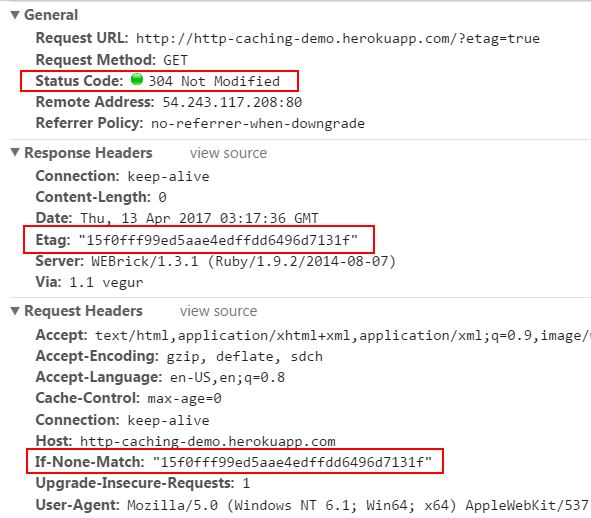 General
Request URL: http://http-caching-demo.herokuapp.com/?etag=true
Request Method: GET
Status Code: 304 Not Modified
Remote Address: 54.243.117.208:80
Referrer Policy: no-referrer-when-downgrade
Response Headers view source
Connection: keep-alive
Content-Length: 0
Date: Thu, 13 Apr 2017 03:17:36 GMT
Etag: "15f0fff99ed5aae4edffdd6496d7131f"
Server: WEBrick/1.3.1 (Ruby/1.9.2/2014-08-07)
Via: 1.1 vegur
Request Headers view source
Accept: text/html,application/xhtml+xml,application/xml;q=0.9,image/
Accept-Encoding: gzip, deflate, sdch
Accept-Language: en-US,en;q=0.8
Cache-Control: max-age=0
Connection: keep-alive
Host: http-caching-demo.herokuapp.com
If-None-Match: "15f0fff99ed5aae4edffdd6496d7131f"
Upgrade-Insecure-Requests: 1
User-Agent: Mozilla/5.0 (Windows NT 6.1; Win64; x64) AppleWebKit/537